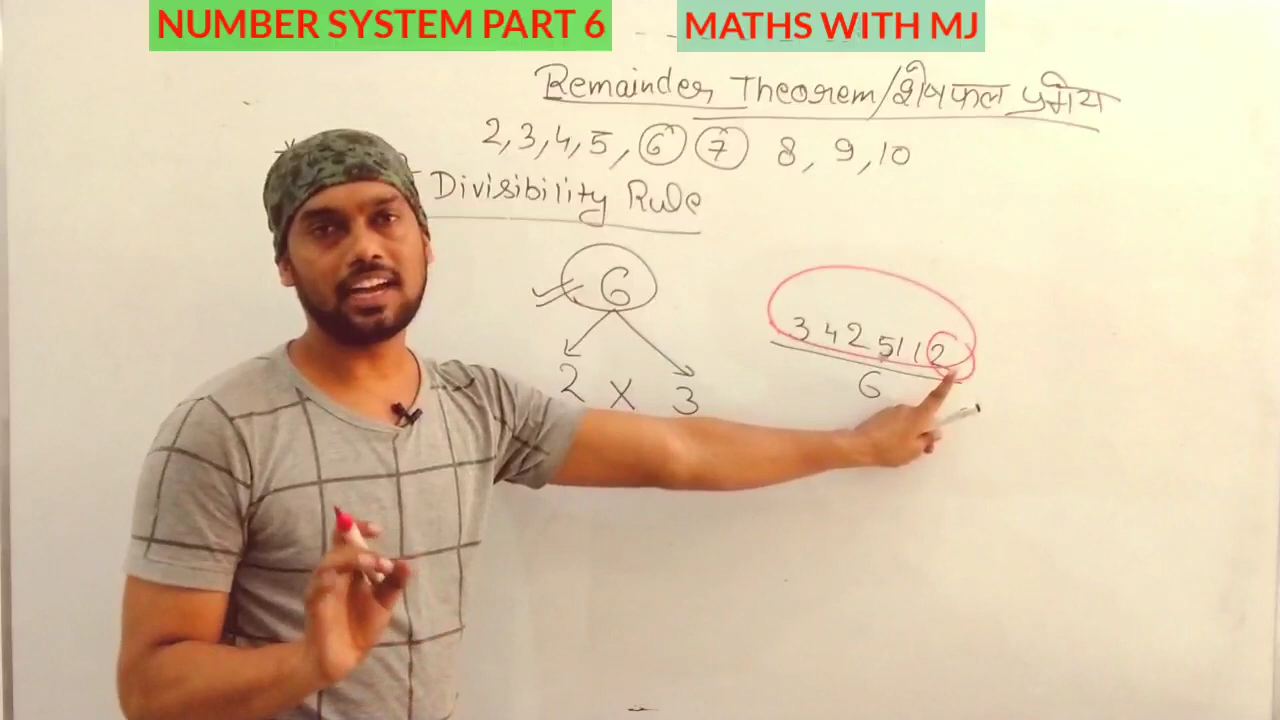 NUMBER SYSTEM PART 6
MATHS WITH MJ
Remainder Theorem/शेषफल प्रमेय
2, 3, 4, 5, 6 7 8, 9, 10
Divisibility Rule
6
2 x 3
3425112
6